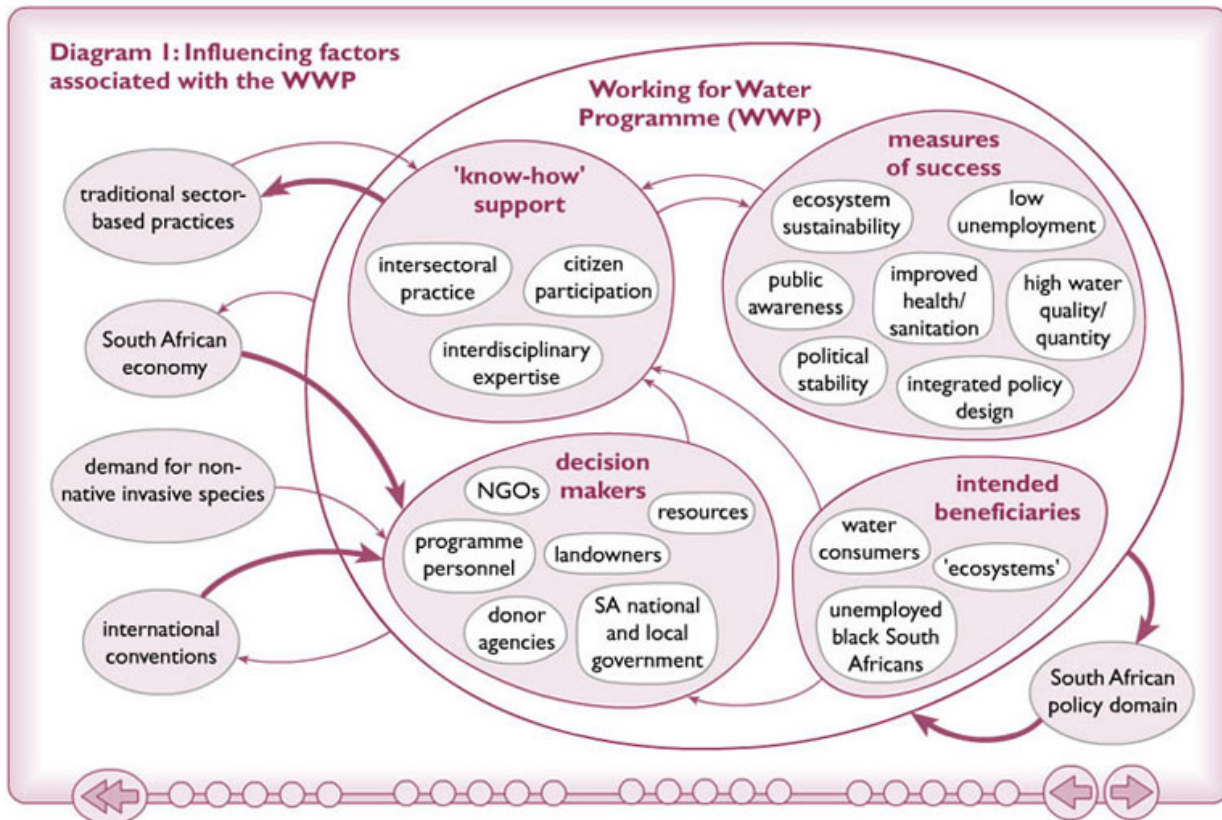 Diagram 1: Influencing factors
associated with the WWP
Working for Water
Programme (WWP)
traditional sector-
based practices
South African
economy
demand for non-
native invasive species
international
conventions
'know-how'
support
intersectoral
practice
citizen
participation
interdisciplinary
expertise
measures
of success
ecosystem
sustainability
low
unemployment
public
awareness
improved
health/
sanitation
high water
quality/
quantity
political
stability
integrated policy
design
decision
makers
NGOs
resources
programme
personnel
landowners
donor
agencies
SA national
and local
government
intended
beneficiaries
water
consumers
'ecosystems'
unemployed
black South
Africans
South African
policy domain